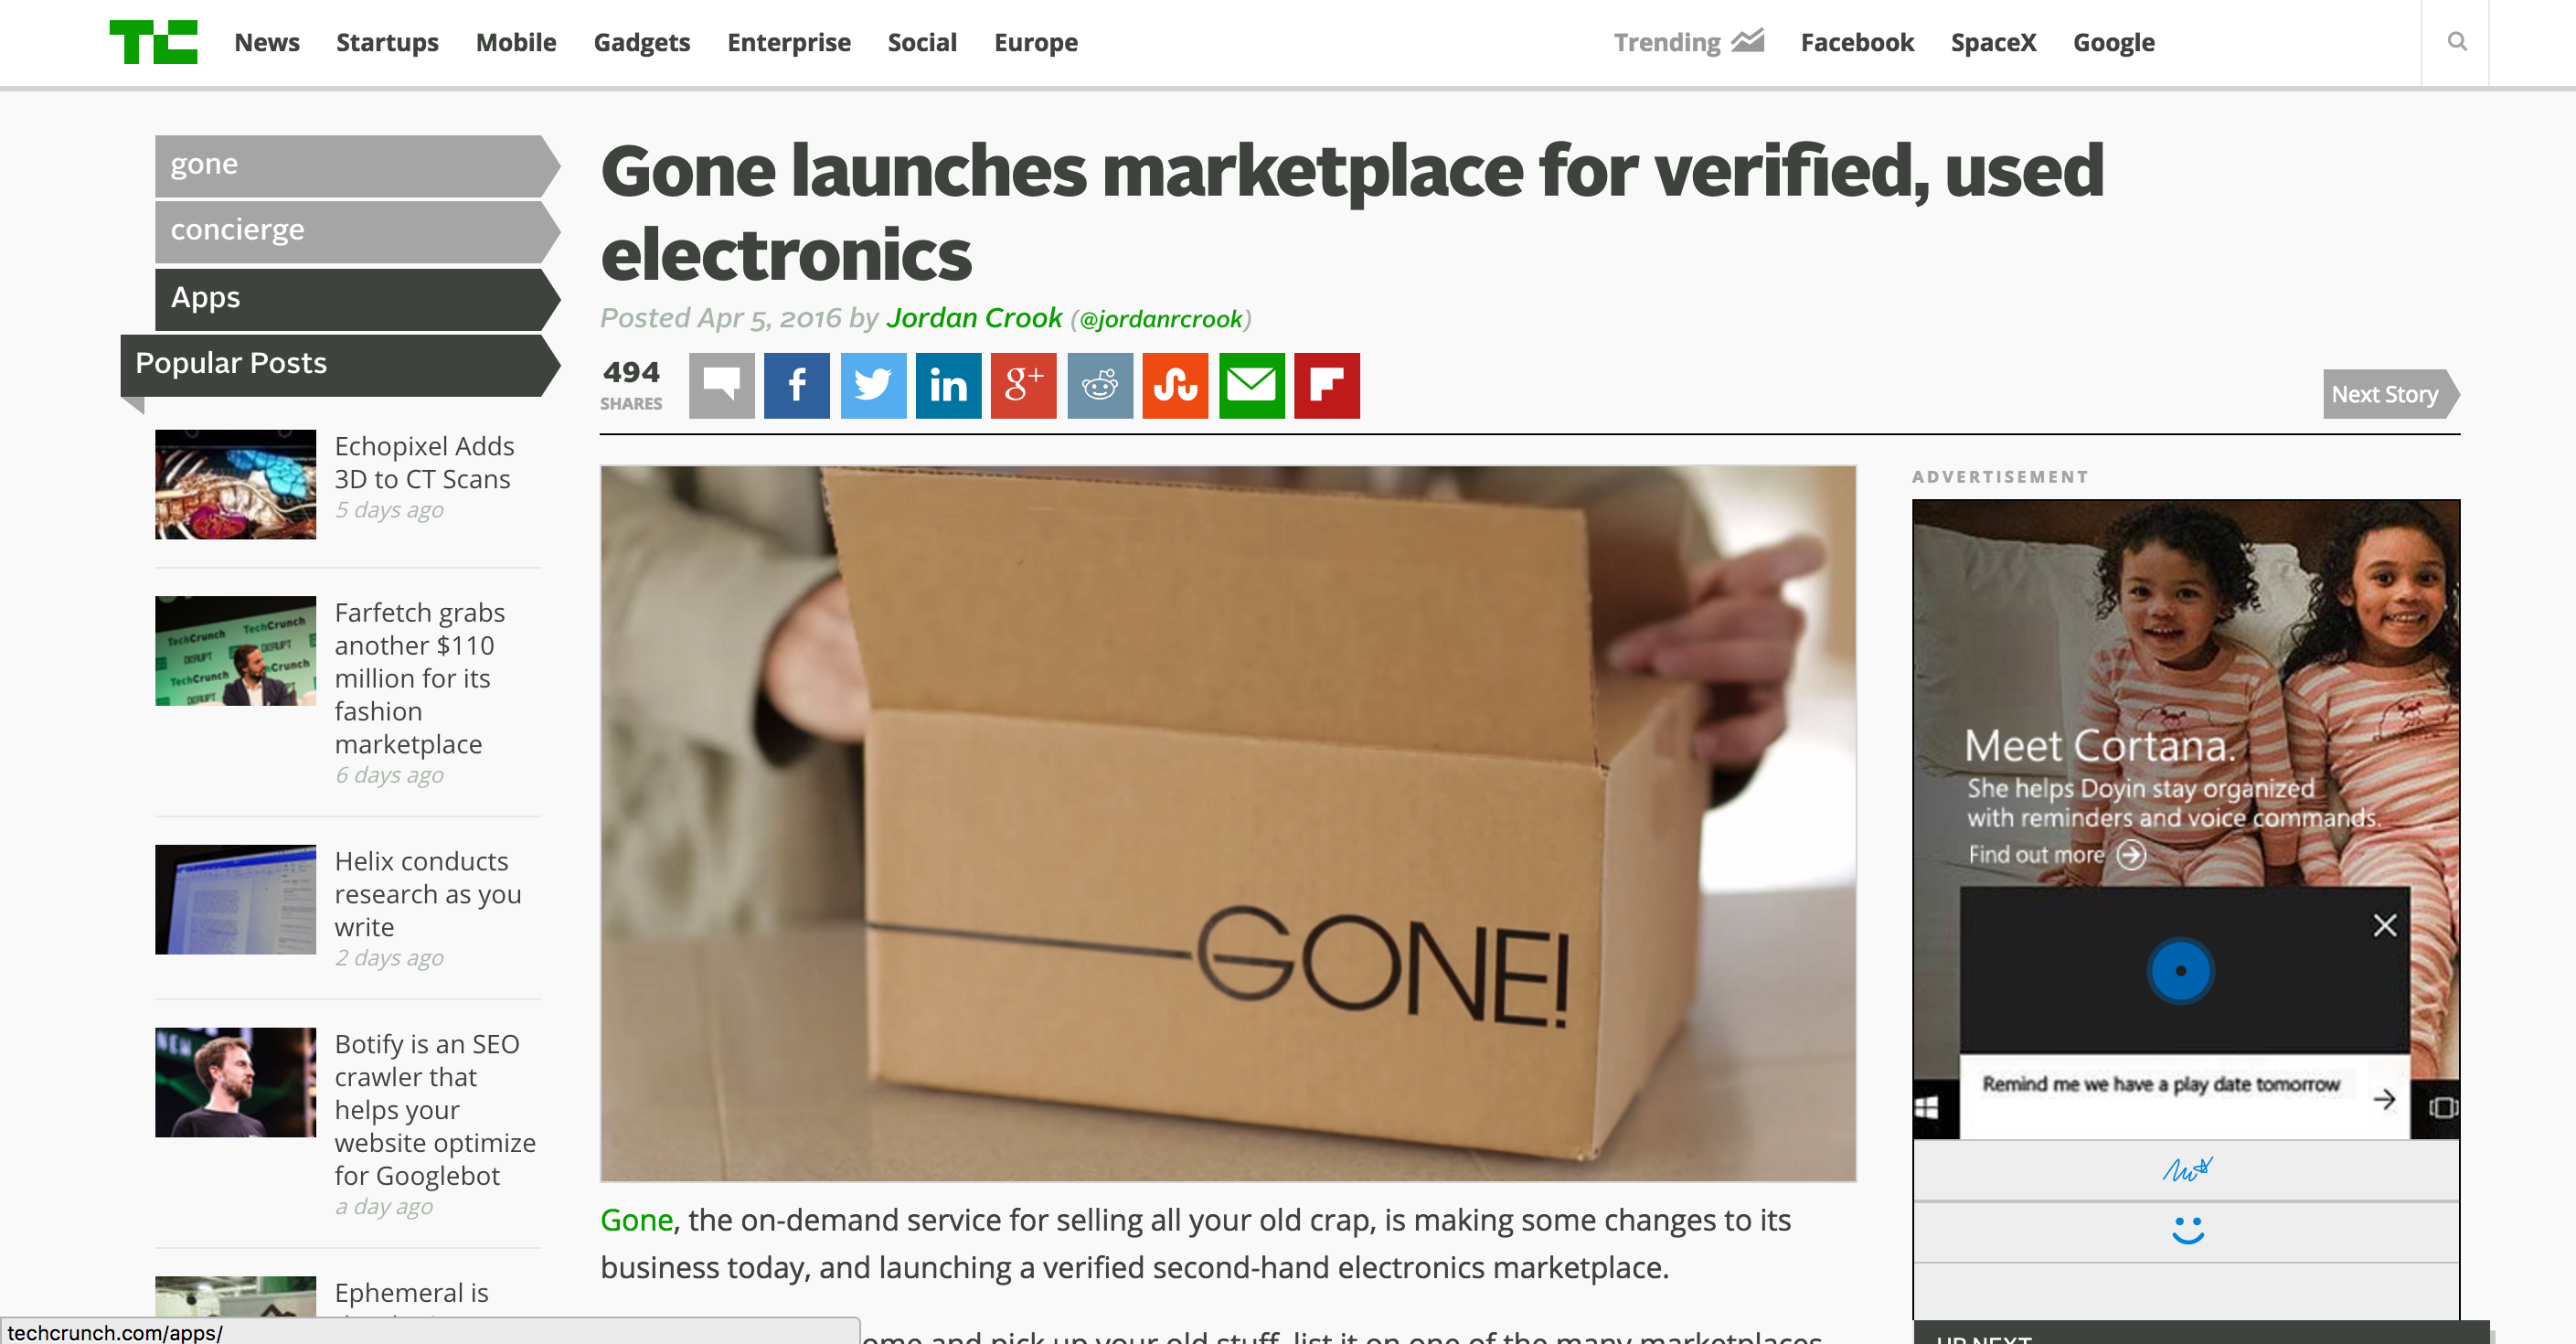 TC News Startups Mobile Gadgets Enterprise Social Europe Trending Facebook SpaceX Google
gone
concierge
Apps
Popular Posts
Echopixel Adds
3D to CT Scans
5 days ago
Farfetch grabs
another $110
million for its
fashion
marketplace
6 days ago
Helix conducts
research as you
write
2 days ago
Botify is an SEO
crawler that
helps your
website optimize
for Googlebot
a day ago
Ephemeral is
techcrunch.com/apps/
Gone launches marketplace for verified, used
electronics
Posted Apr 5, 2016 by Jordan Crook (@jordanrcrook)
494
SHARES
f in g+
Next Story
GONE!
Gone, the on-demand service for selling all your old crap, is making some changes to its
business today, and launching a verified second-hand electronics marketplace.
and pick up your old stuff, list it on one of the many marketplaces
ADVERTISEMENT
Meet Cortana.
She helps Doyin stay organized
with reminders and voice commands.
Find out more
Remind me we have a play date tomorrow
UP NEXT
TechCrunch TechCrunch
DISRUPT DISRUPT
TechCrunch
DISRUPT